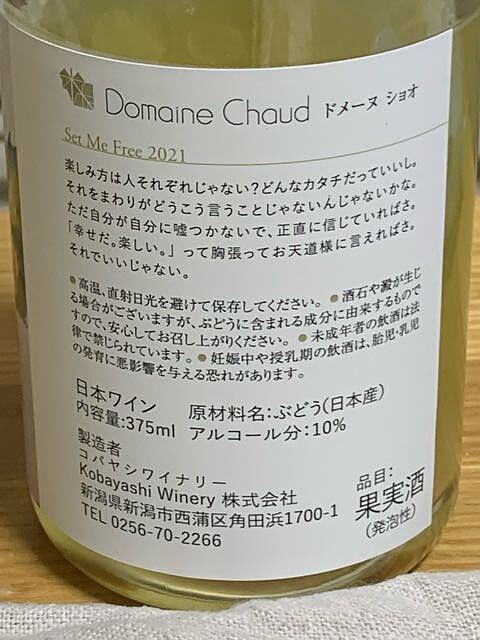 Domaine Chaud ドメーヌ ショオ
Set Me Free 2021
楽しみ方は人それぞれじゃない？どんなカタチだっていいし。
それをまわりがどうこう言うことじゃないんじゃないかな。
ただ自分が自分に嘘つかないで、正直に信じていればさ。
「幸せだ。楽しい。」って胸張ってお天道様に言えればさ。
それでいいじゃない。
●高温、直射日光を避けて保存してください。 ●酒石や澱が生じ
る場合がございますが、ぶどうに含まれる成分に由来するもので
すので、安心してお召し上がりください。 ●未成年者の飲酒は法
律で禁じられています。 ●妊娠中や授乳期の飲酒は、胎児・乳児
の発育に悪影響を与える恐れがあります。
日本ワイン 原材料名：ぶどう(日本産)
内容量：375ml アルコール分：10%
製造者
コバヤシワイナリー
Kobayashi Winery 株式会社
新潟県新潟市西蒲区角田浜1700-1
TEL 0256-70-2266
品目：
果実酒
(発泡性)